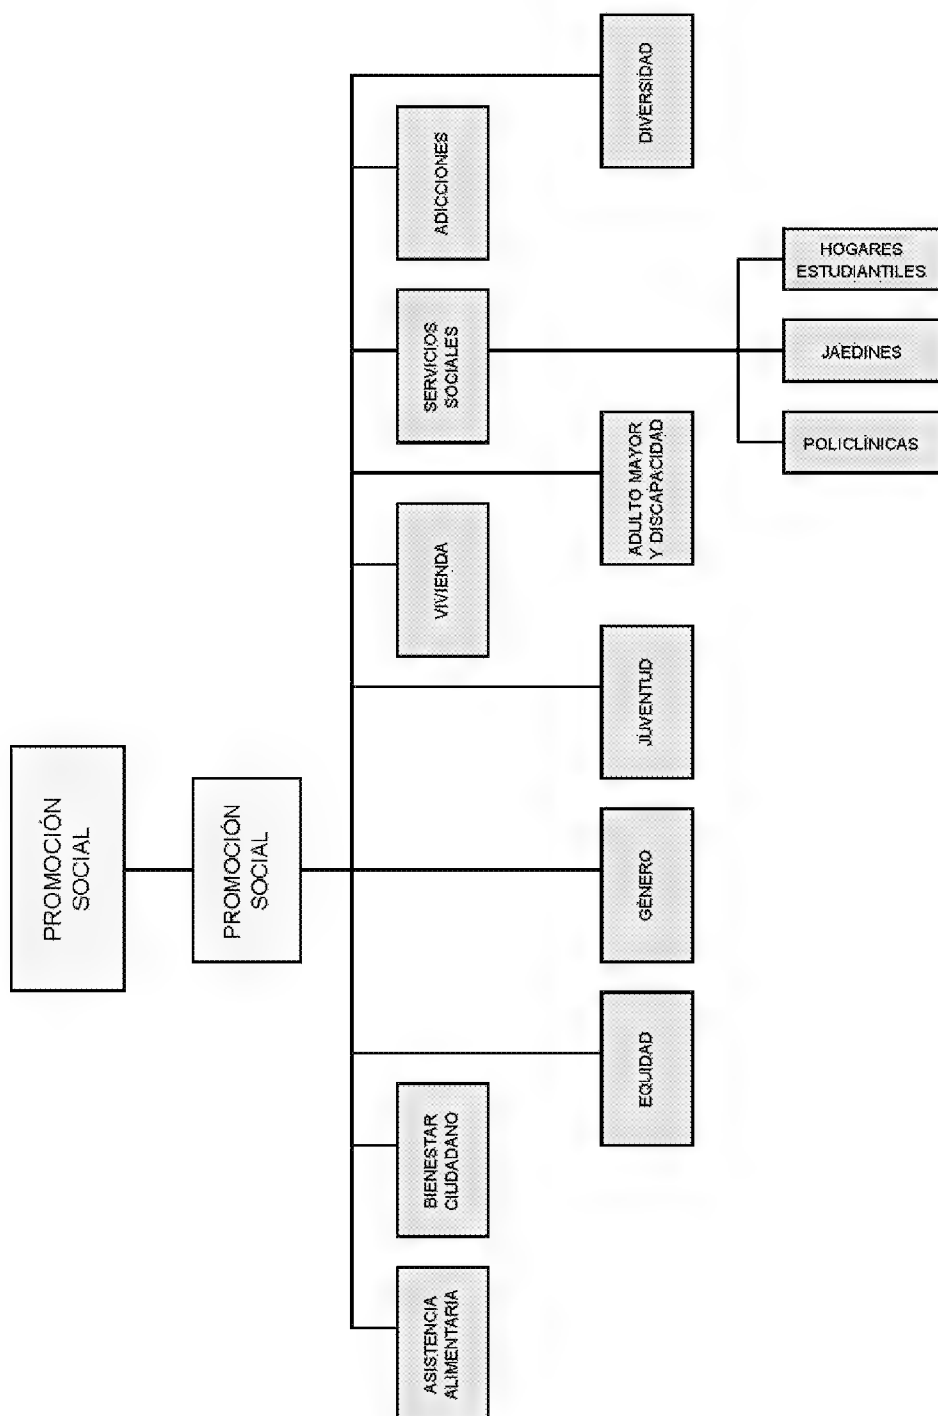 PROMOCIÓN
SOCIAL
PROMOCIÓN
SOCIAL
ASISTENCIA
ALIMENTARIA
BIENESTAR
CIUDADANO
VIVIENDA
SERVICIOS
SOCIALES
ADICCIONES
EQUIDAD
GÉNERO
JUVENTUD
ADULTO MAYOR
Y DISCAPACIDAD
DIVERSIDAD
POLICLÍNICAS
JAEDINES
HOGARES
ESTUDIANTILES